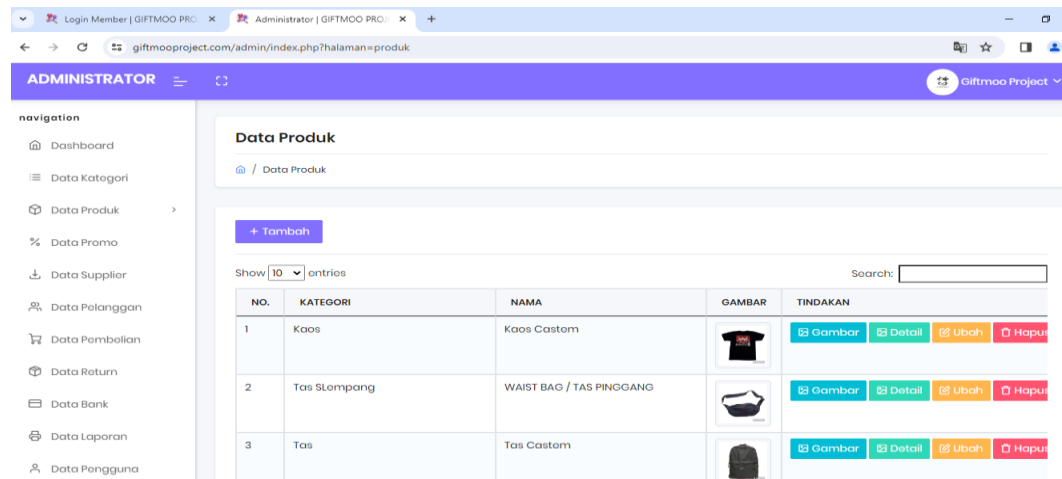 Login Member | GIFTMOO PRO
Administrator | GIFTMOO PROJ
giftmooproject.com/admin/index.php?halaman=produk
ADMINISTRATOR
Giftmoo Project
navigation
Dashboard
Data Kategori
Data Produk
Data Promo
Data Supplier
Data Pelanggan
Data Pembelian
Data Return
Data Bank
Data Laporan
Data Pengguna
Data Produk
/ Data Produk
+ Tambah
Show 10 entries
Search:
NO. KATEGORI NAMA GAMBAR TINDAKAN
1 Kaos Kaos Castem Gambar Detail Ubah Hapus
2 Tas SLempang WAIST BAG / TAS PINGGANG Gambar Detail Ubah Hapus
3 Tas Tas Castem Gambar Detail Ubah Hapus